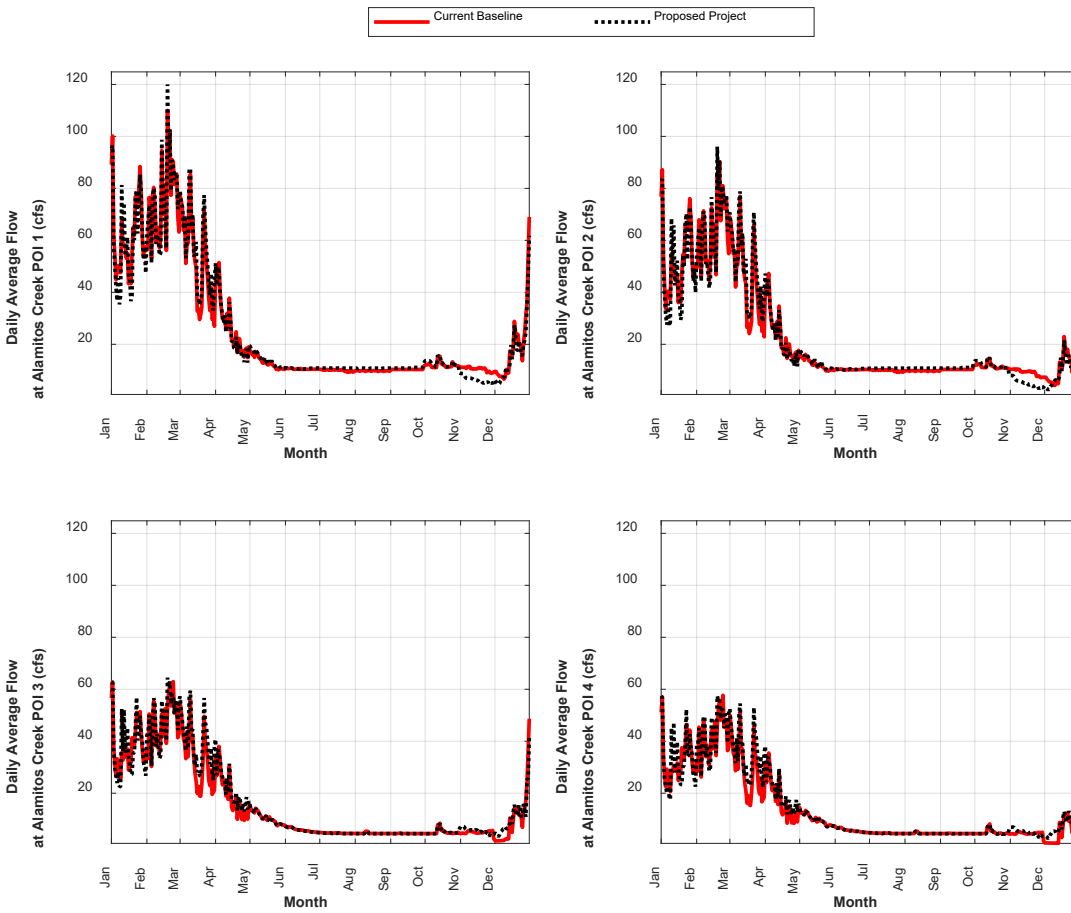 Current Baseline Proposed Project
120
100
80
60
40
20
Daily Average Flow
at Alamitos Creek POI 1 (cfs)
Jan Feb Mar Apr May Jun Jul Aug Sep Oct Nov Dec
Month
120
100
80
60
40
20
Daily Average Flow
at Alamitos Creek POI 2 (cfs)
Jan Feb Mar Apr May Jun Jul Aug Sep Oct Nov Dec
Month
120
100
80
60
40
20
Daily Average Flow
at Alamitos Creek POI 3 (cfs)
Jan Feb Mar Apr May Jun Jul Aug Sep Oct Nov Dec
Month
120
100
80
60
40
20
Daily Average Flow
at Alamitos Creek POI 4 (cfs)
Jan Feb Mar Apr May Jun Jul Aug Sep Oct Nov Dec
Month